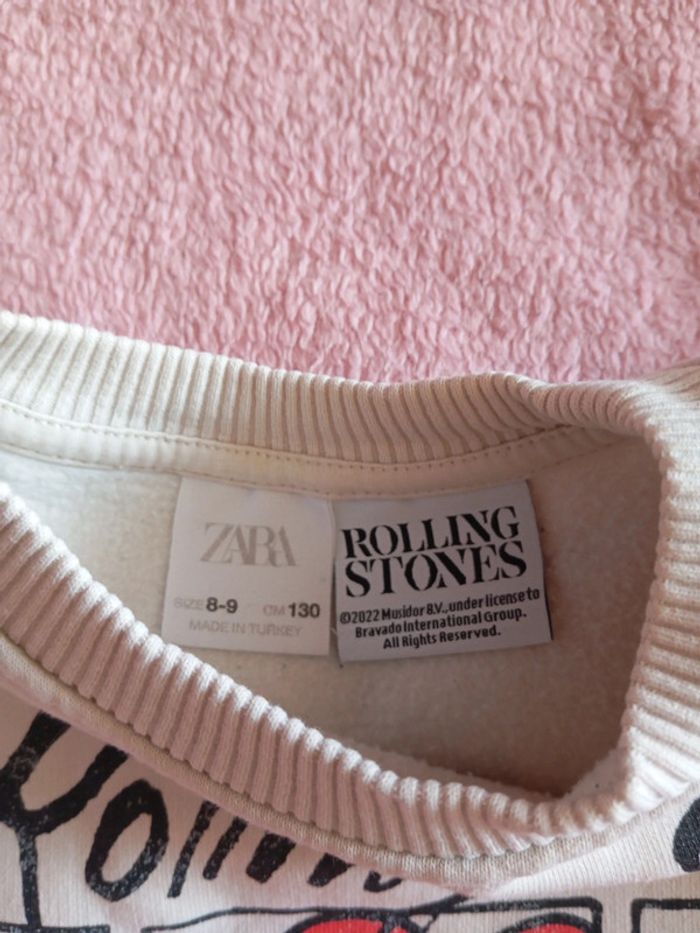 ZARA
SIZE 8-9 CM 130
MADE IN TURKEY
ROLLING
STONES
©2022 Musidor B.V., under license to
Bravado International Group.
All Rights Reserved.